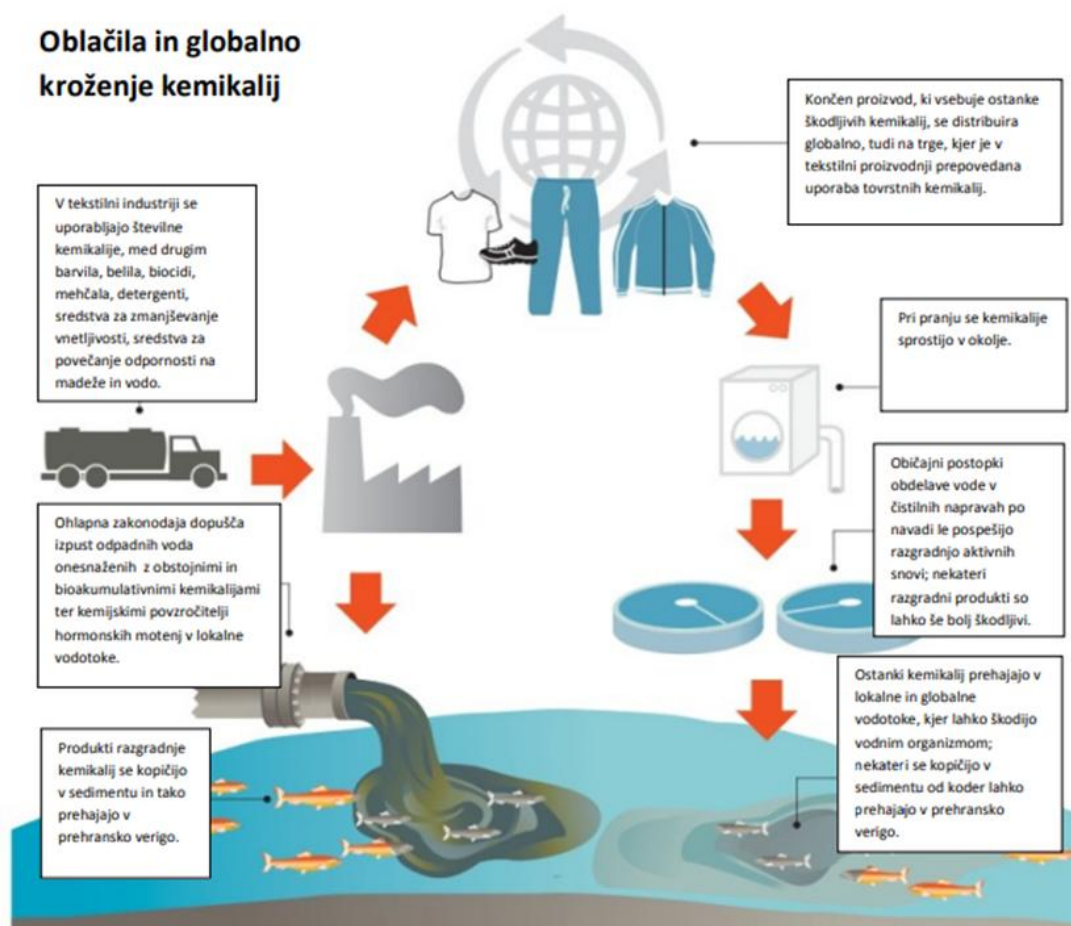 Oblačila in globalno
kroženje kemikalij
Končen proizvod, ki vsebuje ostanke
škodljivih kemikalij, se distribuira
globalno, tudi na trge, kjer je v
tekstilni proizvodnji prepovedana
uporaba tovrstnih kemikalij.
V tekstilni industriji se
uporabljajo številne
kemikalije, med drugim
barvila, belila, biocidi,
mehčala, detergenti,
sredstva za zmanjševanje
vnetljivosti, sredstva za
povečanje odpornosti na
madeže in vodo.
Pri pranju se kemikalije
sprostijo v okolje.
Običajni postopki
obdelave vode v
čistilnih napravah po
navadi le pospešijo
razgradnjo aktivnih
snovi; nekateri
razgradni produkti so
lahko še bolj škodljivi.
Ohlapna zakonodaja dopušča
izpust odpadnih voda
onesnaženih z obstojnimi in
bioakumulativnimi kemikalijami
ter kemijskimi povzročitelji
hormonskih motenj v lokalne
vodotoke.
Ostanki kemikalij prehajajo v
lokalne in globalne
vodotoke, kjer lahko škodijo
vodnim organizmom;
nekateri se kopičijo v
sedimentu od koder lahko
prehajajo v prehransko
verigo.
Produkti razgradnje
kemikalij se kopičijo
v sedimentu in tako
prehajajo v
prehransko verigo.